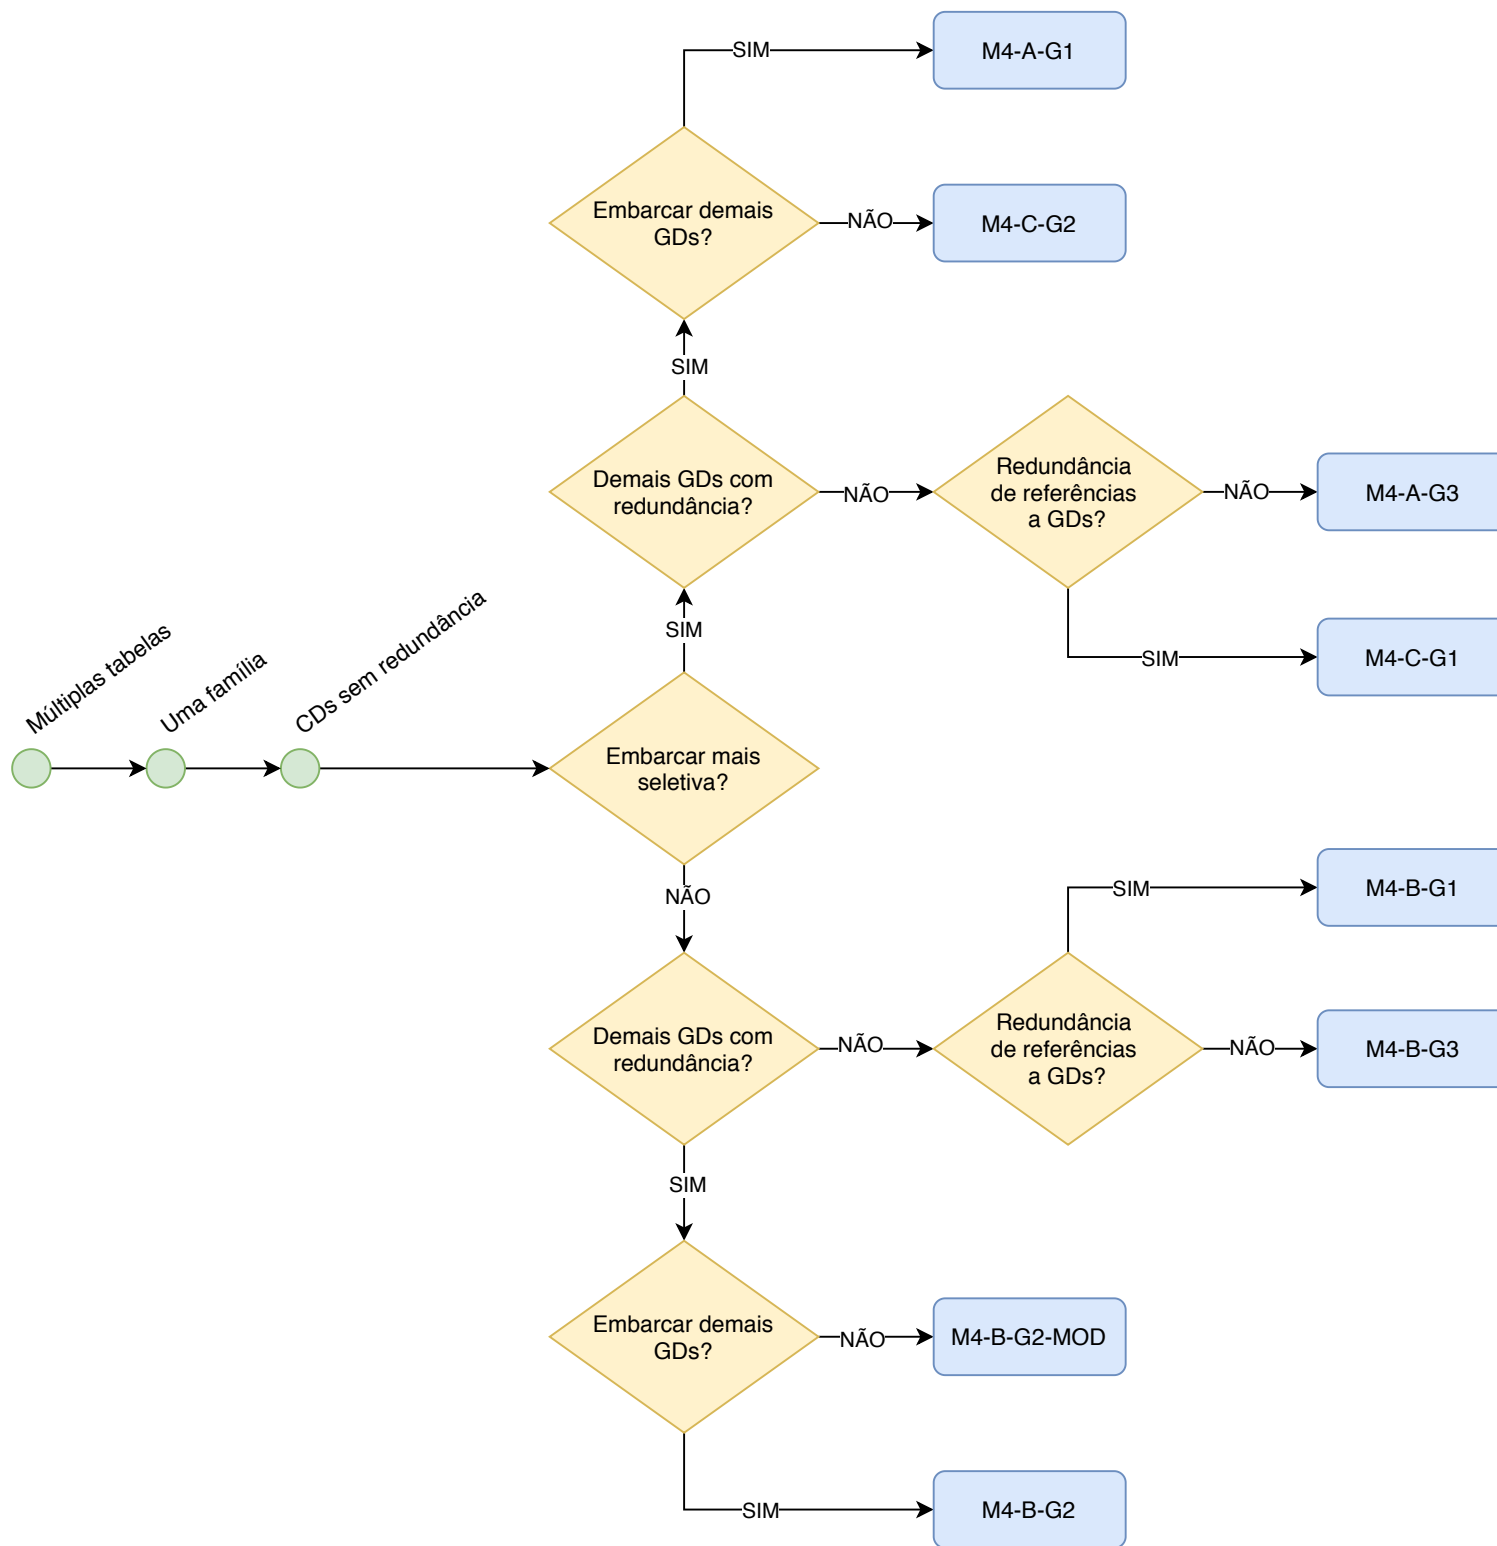 SIM
M4-A-G1
Embarcar demais
GDs?
NÃO
M4-C-G2
SIM
Demais GDs com
redundância?
NÃO
Redundância
de referências
a GDs?
NÃO
M4-A-G3
SIM
M4-C-G1
SIM
Múltiplas tabelas
Uma família
CDs sem redundância
Embarcar mais
seletiva?
NÃO
SIM
M4-B-G1
Demais GDs com
redundância?
NÃO
Redundância
de referências
a GDs?
NÃO
M4-B-G3
SIM
Embarcar demais
GDs?
NÃO
M4-B-G2-MOD
SIM
M4-B-G2